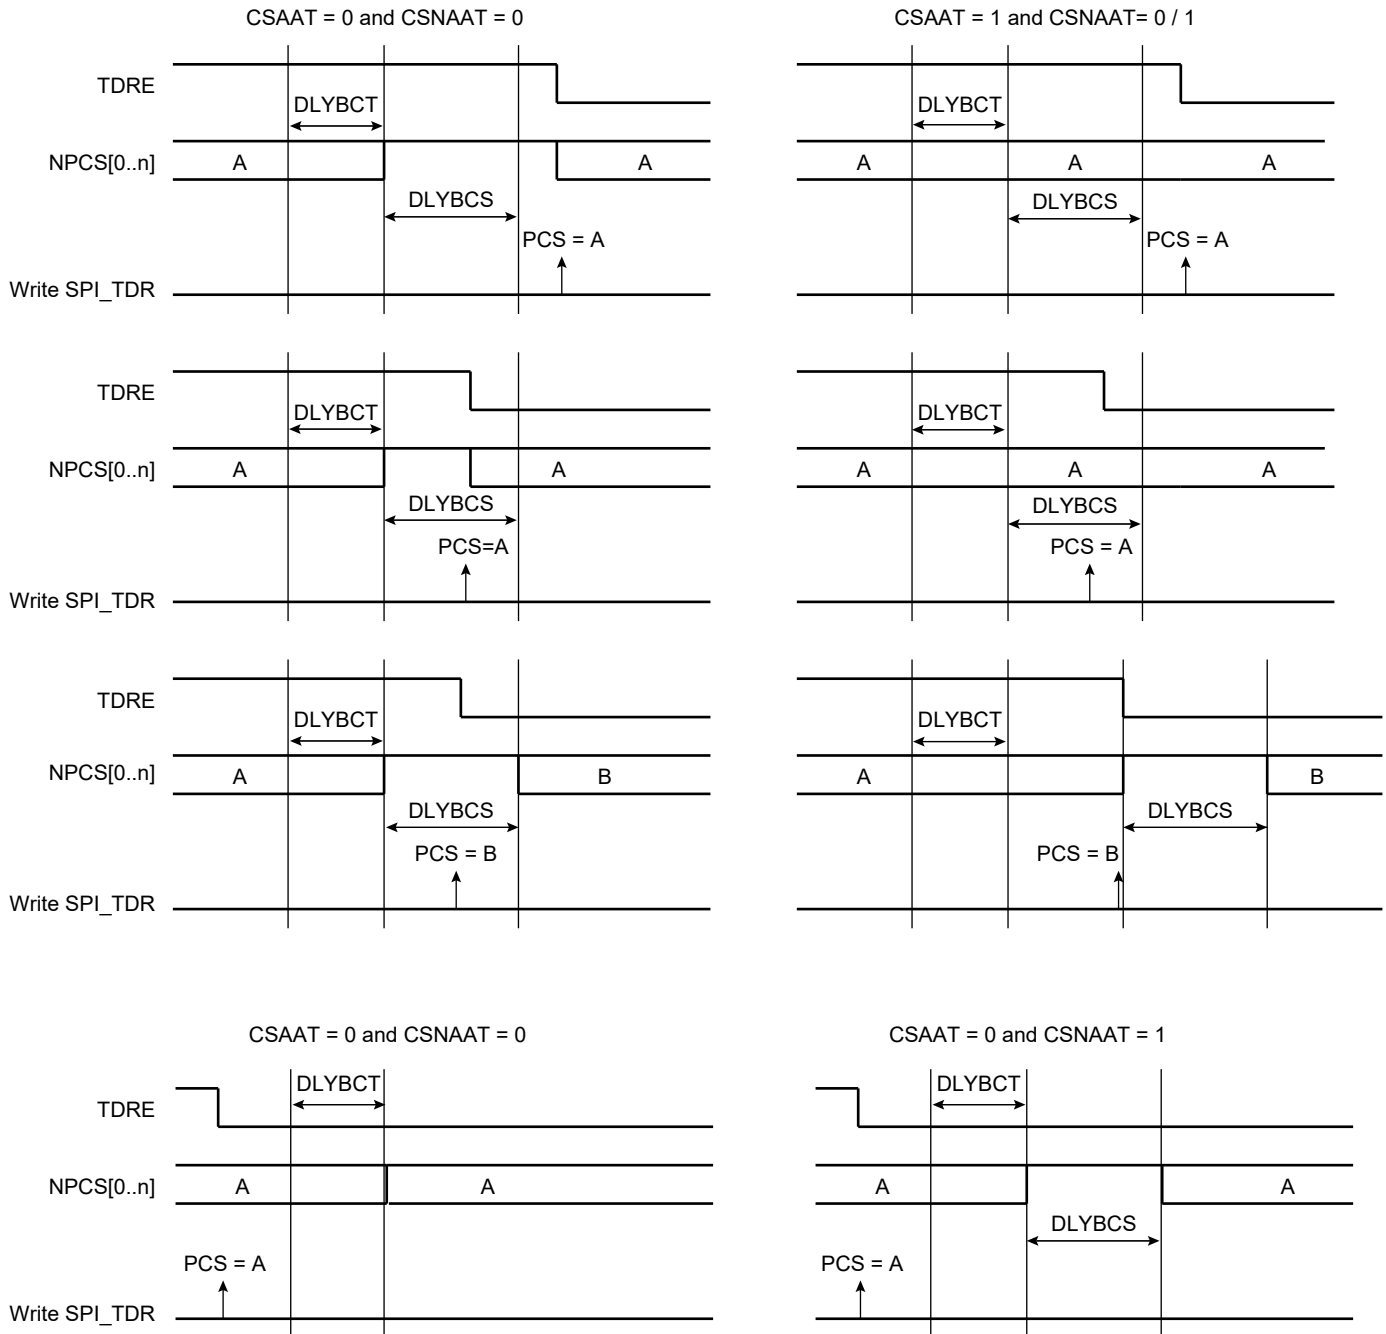 CSAAT = 0 and CSNAAT = 0
CSAAT = 1 and CSNAAT= 0 / 1
TDRE
DLYBCT
DLYBCT
NPCS[0..n]
A
A
A
A
A
DLYBCS
DLYBCS
PCS = A
PCS = A
Write SPI_TDR
TDRE
DLYBCT
DLYBCT
NPCS[0..n]
A
A
A
A
A
DLYBCS
DLYBCS
PCS=A
PCS = A
Write SPI_TDR
TDRE
DLYBCT
DLYBCT
NPCS[0..n]
A
B
A
B
DLYBCS
DLYBCS
PCS = B
PCS = B
Write SPI_TDR
CSAAT = 0 and CSNAAT = 0
CSAAT = 0 and CSNAAT = 1
DLYBCT
DLYBCT
TDRE
NPCS[0..n]
A
A
A
A
DLYBCS
PCS = A
PCS = A
Write SPI_TDR